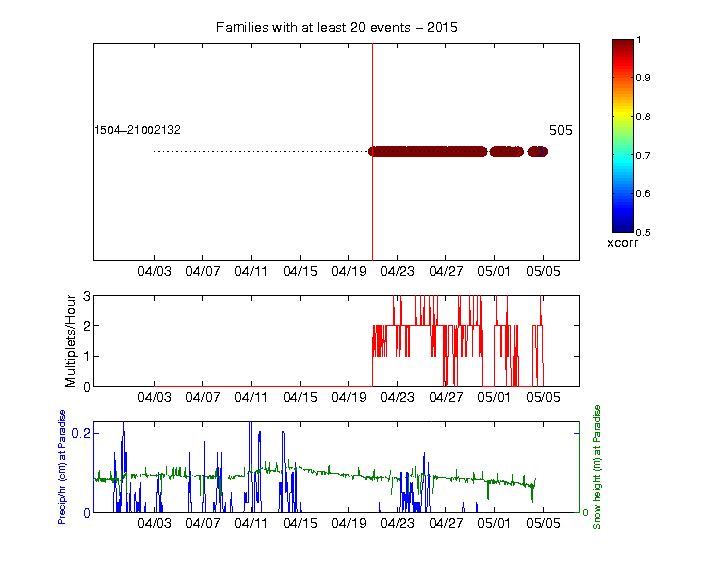 Families with at least 20 events – 2015
1504–21002132
505
04/03 04/07 04/11 04/15 04/19 04/23 04/27 05/01 05/05
1
0.9
0.8
0.7
0.6
0.5
xcorr
Multiplets/Hour
3
2
1
0
04/03 04/07 04/11 04/15 04/19 04/23 04/27 05/01 05/05
Precip/hr (cm) at Paradise
0.2
0
0
Snow height (m) at Paradise
04/03 04/07 04/11 04/15 04/19 04/23 04/27 05/01 05/05